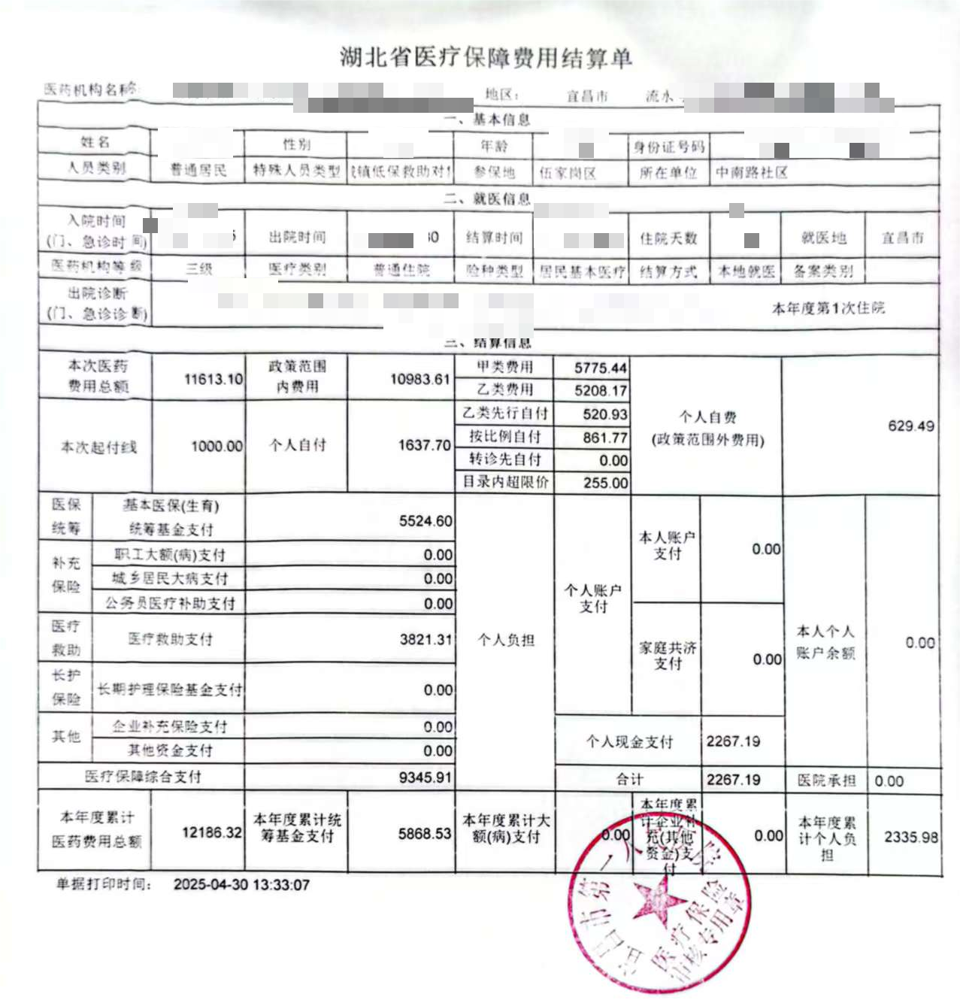 湖北省医疗保障费用结算单
医药机构名称: 地区: 宜昌市 流水
一、基本信息
姓名 性别 年龄 身份证号码
人员类别 普通居民 特殊人员类型 镇低保救助对 参保地 伍家岗区 所在单位 中南路社区
二、就医信息
入院时间
(门、急诊时间) 出院时间 30 结算时间 住院天数 就医地 宜昌市
医药机构等级 三级 医疗类别 普通住院 险种类型 居民基本医疗 结算方式 本地就医 备案类别
出院诊断
(门、急诊诊断) 本年度第1次住院
三、结算信息
本次医药
费用总额 11613.10 政策范围
内费用 10983.61 甲类费用 5775.44
乙类费用 5208.17
个人自费
(政策范围外费用) 629.49
本次起付线 1000.00 个人自付 1637.70 乙类先行自付 520.93
按比例自付 861.77
转诊先自付 0.00
目录内超限价 255.00
医保
统筹 基本医保(生育)
统筹基金支付 5524.60
补充
保险 职工大额(病)支付 0.00
城乡居民大病支付 0.00
公务员医疗补助支付 0.00
医疗
救助 医疗救助支付 3821.31
长护
保险 长期护理保险基金支付 0.00
其他 企业补充保险支付 0.00
其他资金支付 0.00
医疗保障综合支付 9345.91
个人负担
个人账户
支付
本人账户
支付 0.00
家庭共济
支付 0.00
本人个人
账户余额 0.00
个人现金支付 2267.19
合计 2267.19 医院承担 0.00
本年度累计
医药费用总额 12186.32 本年度累计统
筹基金支付 5868.53 本年度累计大
额(病)支付 0.00 本年度累
计企业补
充(其他
资金)支
付 0.00 本年度累
计个人负
担 2335.98
单据打印时间: 2025-04-30 13:33:07
宜昌市第一人民医院
医疗保险
审核专用章